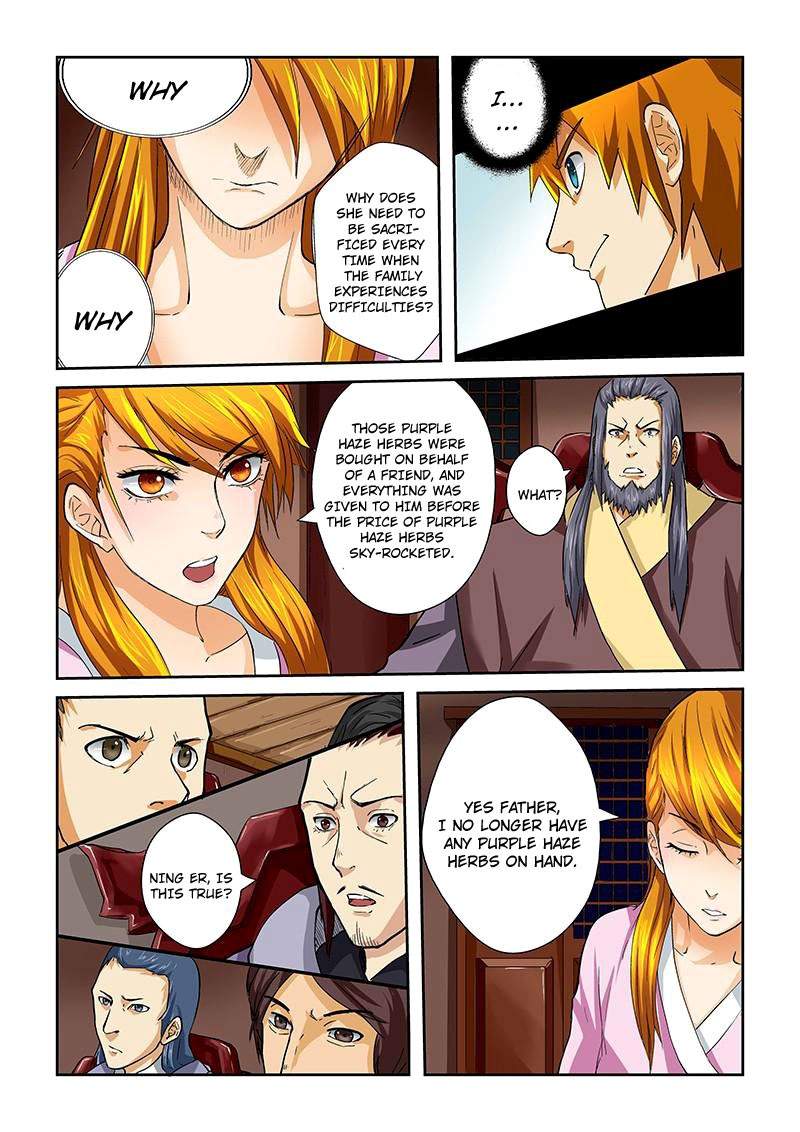 WHY
WHY DOES
SHE NEED TO
BE SACRI-
FICED EVERY
TIME WHEN
THE FAMILY
EXPERIENCES
DIFFICULTIES?
WHY
I...
...
THOSE PURPLE
HAZE HERBS WERE
BOUGHT ON BEHALF
OF A FRIEND, AND
EVERYTHING WAS
GIVEN TO HIM BEFORE
THE PRICE OF PURPLE
HAZE HERBS
SKY-ROCKETED.
WHAT?
NING ER, IS
THIS TRUE?
YES FATHER,
I NO LONGER HAVE
ANY PURPLE HAZE
HERBS ON HAND.